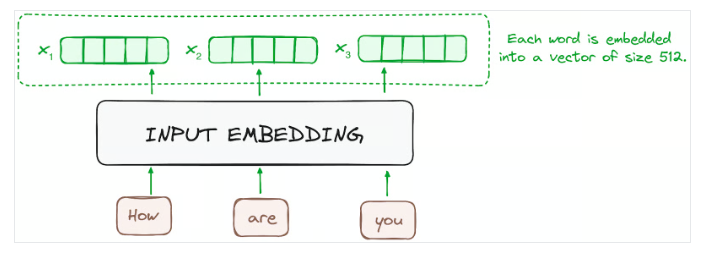 x1
x2
x3
Each word is embedded
into a vector of size 512.
INPUT EMBEDDING
How
are
you